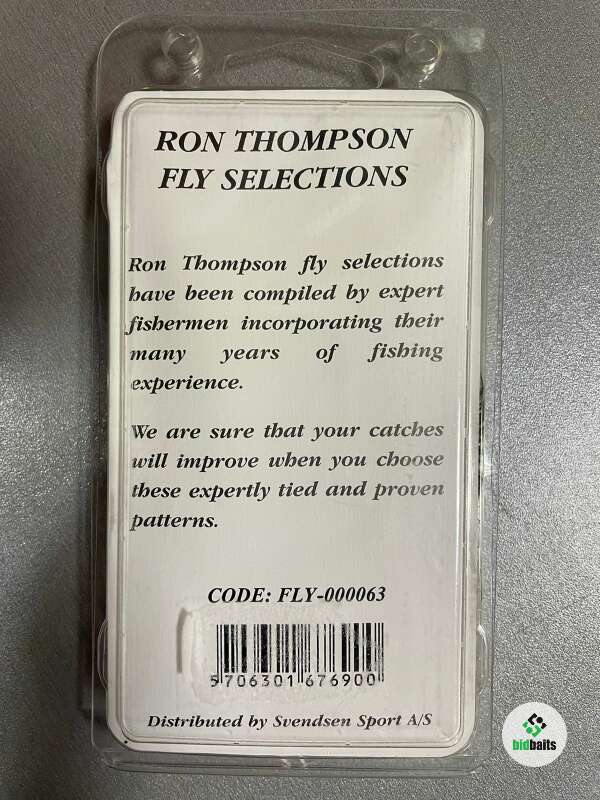 RON THOMPSON
FLY SELECTIONS
Ron Thompson fly selections
have been compiled by expert
fishermen incorporating their
many years of fishing
experience.
We are sure that your catches
will improve when you choose
these expertly tied and proven
patterns.
CODE: FLY-000063
5 706301 676900
Distributed by Svendsen Sport A/S
bidbaits